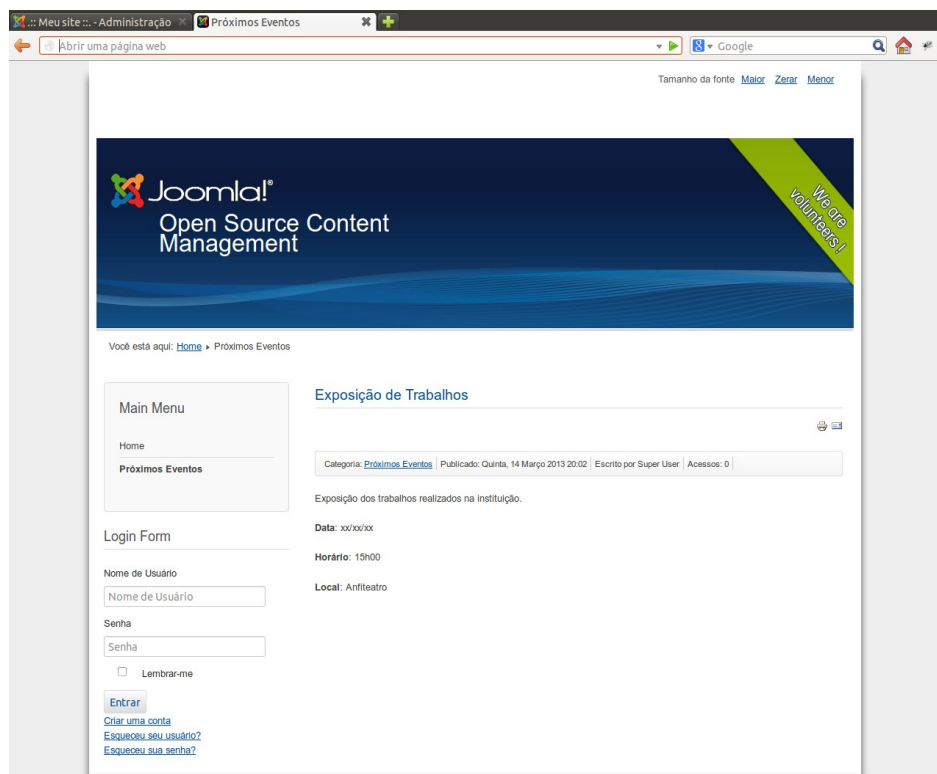 .:: Meu site ::. - Administração
Próximos Eventos
Abrir uma página web
Google
Tamanho da fonte Maior Zerar Menor
Joomla!®
Open Source Content
Management
We are
volunteers!
Você está aqui: Home Próximos Eventos
Main Menu
Home
Próximos Eventos
Login Form
Nome de Usuário
Nome de Usuário
Senha
Senha
Lembrar-me
Entrar
Criar uma conta
Esqueceu seu usuário?
Esqueceu sua senha?
Exposição de Trabalhos
Categoria: Próximos Eventos Publicado: Quinta, 14 Março 2013 20:02 Escrito por Super User Acessos: 0
Exposição dos trabalhos realizados na instituição.
Data: xx/xx/xx
Horário: 15h00
Local: Anfiteatro